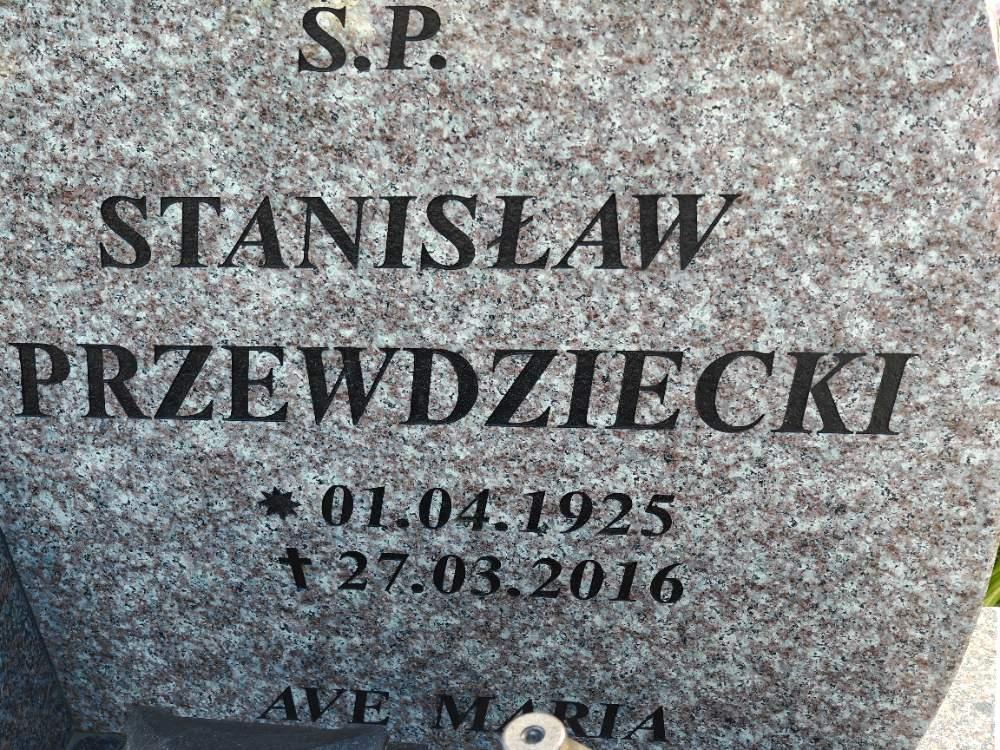 S.P.
STANISŁAW
PRZEWDZIECKI
* 01.04.1925
✝ 27.03.2016
AVE MARIA